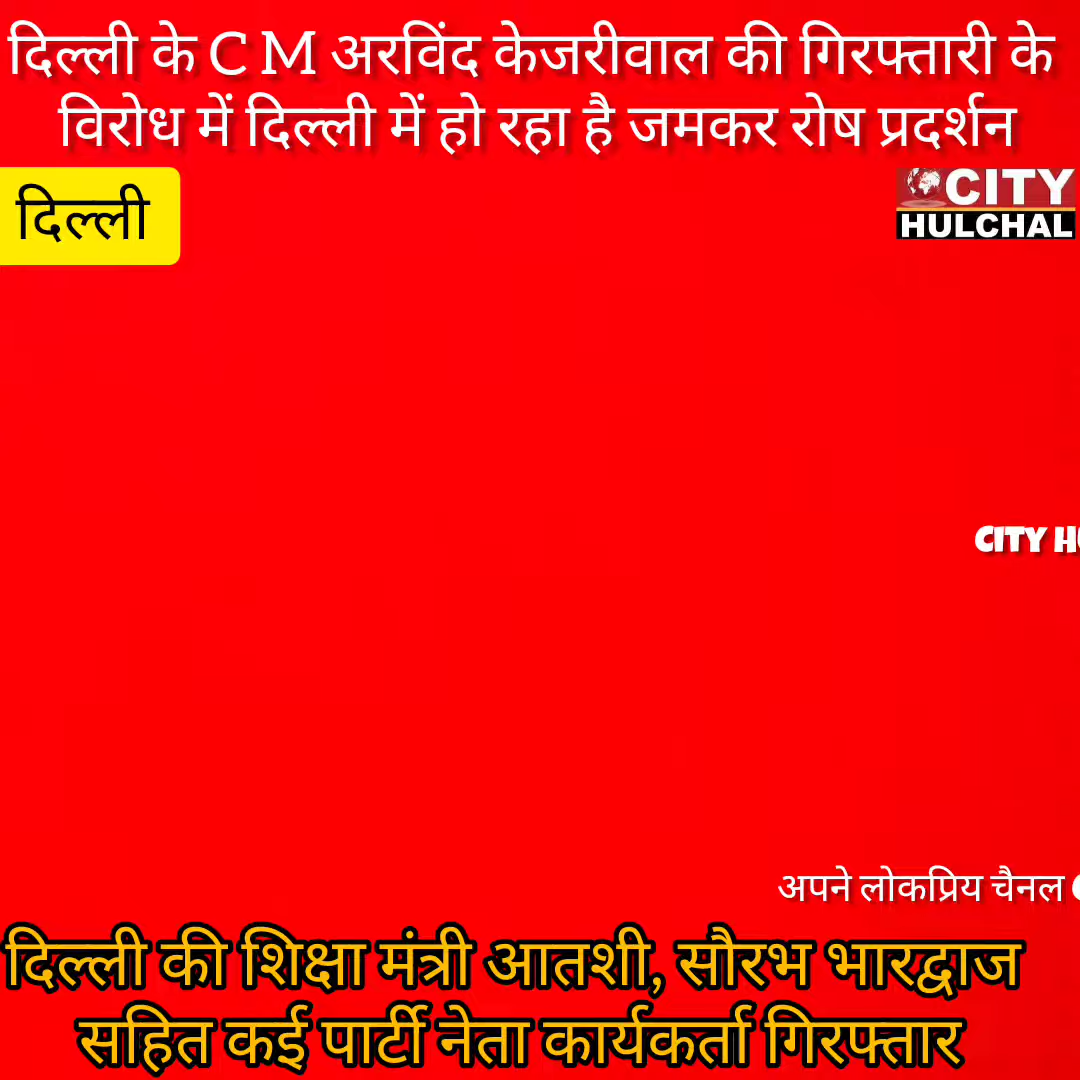 दिल्ली के C M अरविंद केजरीवाल की गिरफ्तारी के
विरोध में दिल्ली में हो रहा है जमकर रोष प्रदर्शन
दिल्ली
CITY
HULCHAL
CITY
अपने लोकप्रिय चैनल
दिल्ली की शिक्षा मंत्री आतशी, सौरभ भारद्वाज
सहित कई पार्टी नेता कार्यकर्ता गिरफ्तार